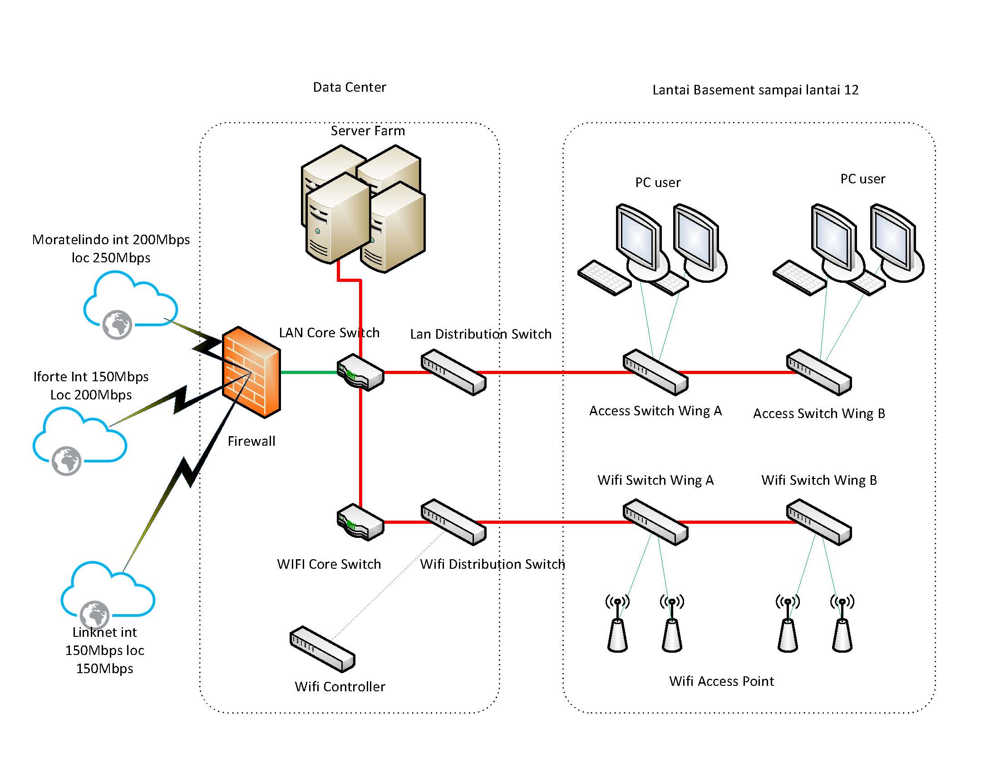 Data Center
Lantai Basement sampai lantai 12
Server Farm
PC user
PC user
Moratelindo int 200Mbps
loc 250Mbps
LAN Core Switch
Lan Distribution Switch
Iforte Int 150Mbps
Loc 200Mbps
Access Switch Wing A
Access Switch Wing B
Firewall
Wifi Switch Wing A
Wifi Switch Wing B
WIFI Core Switch
Wifi Distribution Switch
Linknet int
150Mbps loc
150Mbps
Wifi Controller
Wifi Access Point